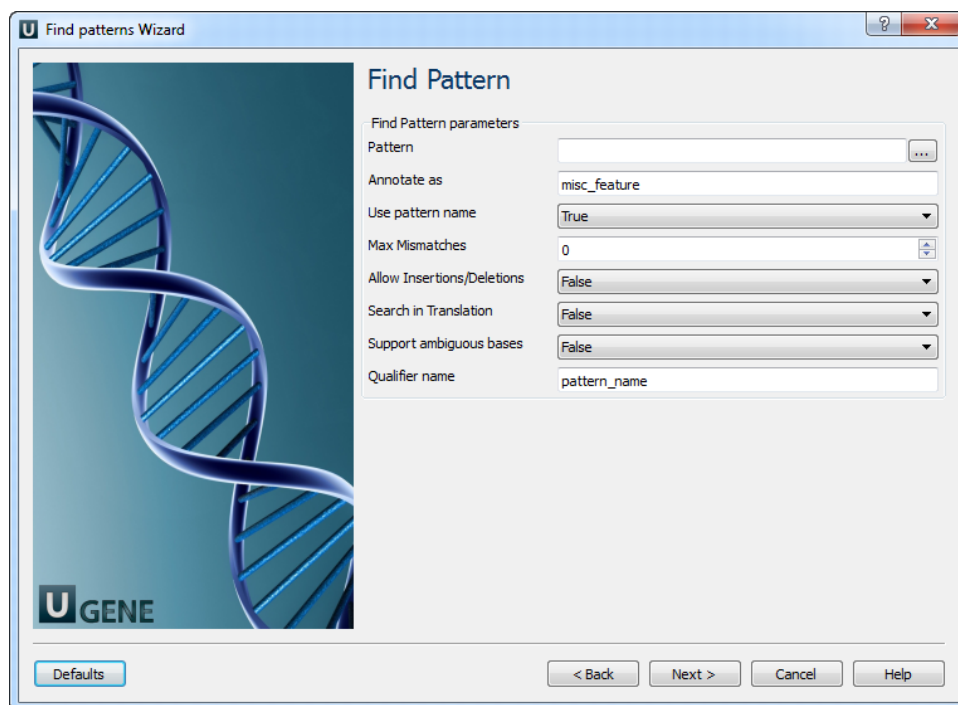 U Find patterns Wizard
?
Find Pattern
Find Pattern parameters
Pattern ...
Annotate as misc_feature
Use pattern name True
Max Mismatches 0
Allow Insertions/Deletions False
Search in Translation False
Support ambiguous bases False
Qualifier name pattern_name
U GENE
Defaults < Back Next > Cancel Help